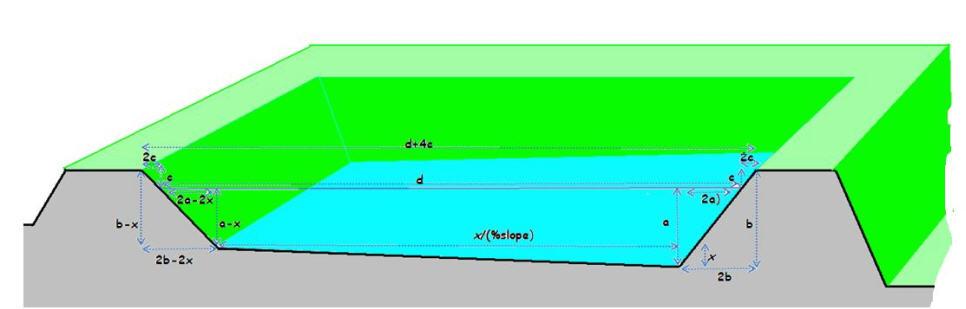 d+4c
2c
2c
c
c
d
2a-2x
2a)
b-x
a-x
a
b
x/(%slope)
x
2b-2x
2b